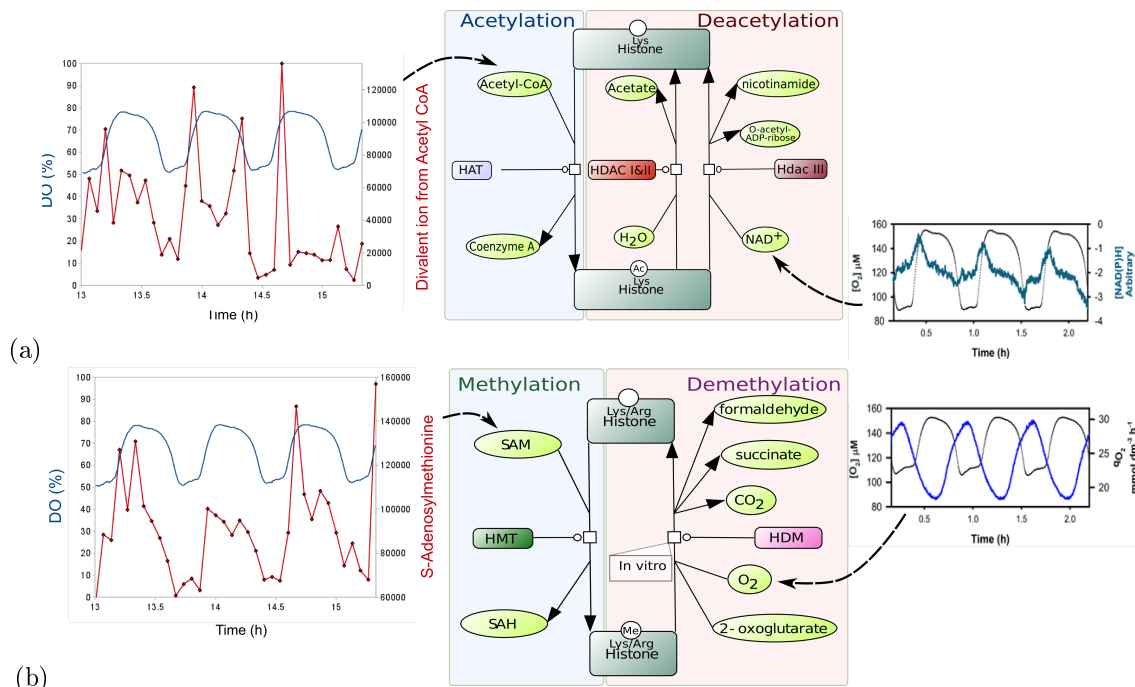 Acetylation
Deacetylation
Lys
Histone
Acetyl-CoA
Acetate
nicotinamide
O-acetyl-
ADP-ribose
HAT
HDAC I&II
Hdac III
Coenzyme A
H2O
NAD+
Ac
Lys
Histone
100
90
80
70
60
50
40
30
20
10
0
120000
100000
80000
60000
40000
20000
0
13
13.5
14
14.5
15
DO (%)
Divalent ion from Acetyl CoA
Time (h)
160
140
120
100
80
0
-1
-2
-3
-4
0.5
1.0
1.5
2.0
[O2] μM
[NAD(P)H]
Arbitrary
Time (h)
(a)
Methylation
Demethylation
Lys/Arg
Histone
SAM
formaldehyde
succinate
CO2
HMT
HDM
In vitro
O2
SAH
2- oxoglutarate
Me
Lys/Arg
Histone
100
90
80
70
60
50
40
30
20
10
0
160000
140000
120000
100000
80000
60000
13
13.5
14
14.5
15
DO (%)
S-Adenosylmethionine
Time (h)
160
140
120
100
80
30
25
20
18
0.5
1.0
1.5
2.0
[O2] μM
qO2
mmol dm-3 h-1
Time (h)
(b)